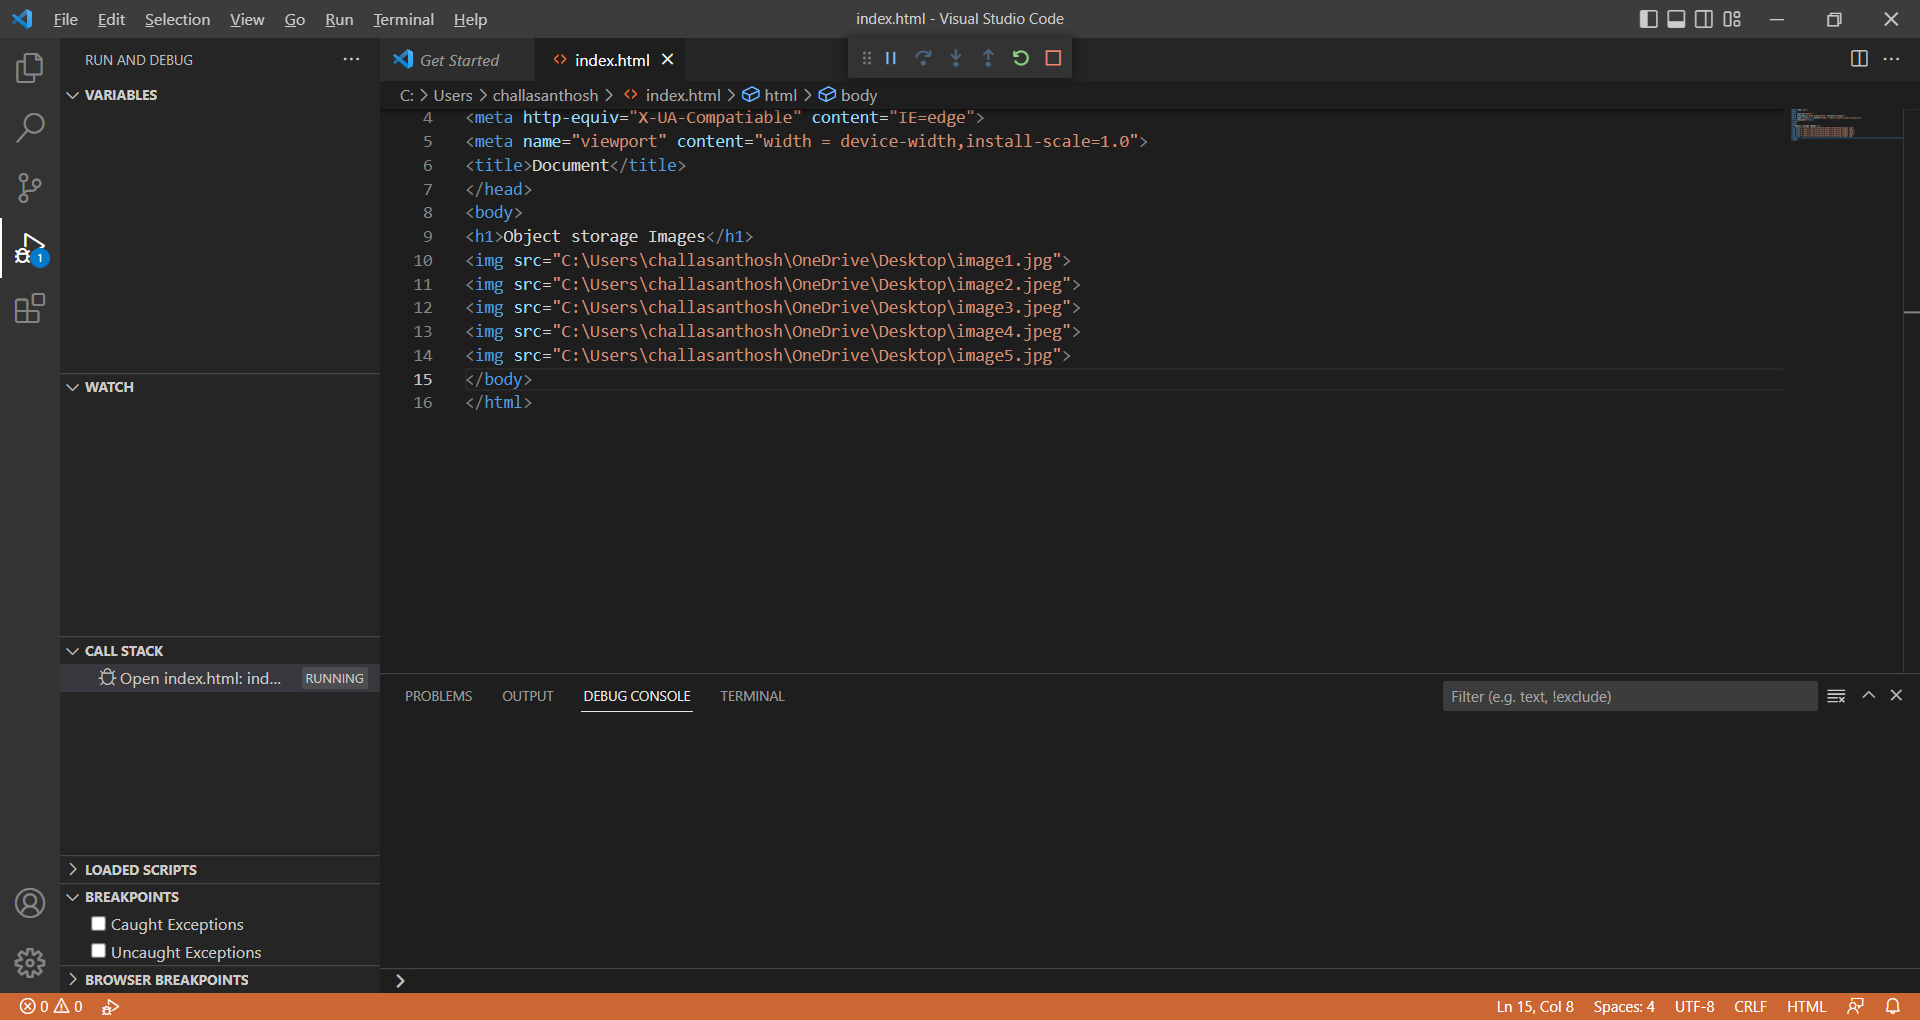 File Edit Selection View Go Run Terminal Help
index.html - Visual Studio Code
RUN AND DEBUG
Get Started
index.html
VARIABLES
C: > Users > challasanthosh > index.html > html > body
4 <meta http-equiv="X-UA-Compatiable" content="IE=edge">
5 <meta name="viewport" content="width = device-width,install-scale=1.0">
6 <title>Document</title>
7 </head>
8 <body>
9 <h1>Object storage Images</h1>
10 <img src="C:\Users\challasanthosh\OneDrive\Desktop\image1.jpg">
11 <img src="C:\Users\challasanthosh\OneDrive\Desktop\image2.jpeg">
12 <img src="C:\Users\challasanthosh\OneDrive\Desktop\image3.jpeg">
13 <img src="C:\Users\challasanthosh\OneDrive\Desktop\image4.jpeg">
14 <img src="C:\Users\challasanthosh\OneDrive\Desktop\image5.jpg">
15 </body>
16 </html>
1
WATCH
CALL STACK
Open index.html: ind... RUNNING
PROBLEMS OUTPUT DEBUG CONSOLE TERMINAL
Filter (e.g. text, !exclude)
LOADED SCRIPTS
BREAKPOINTS
Caught Exceptions
Uncaught Exceptions
BROWSER BREAKPOINTS
0 0
Ln 15, Col 8 Spaces: 4 UTF-8 CRLF HTML